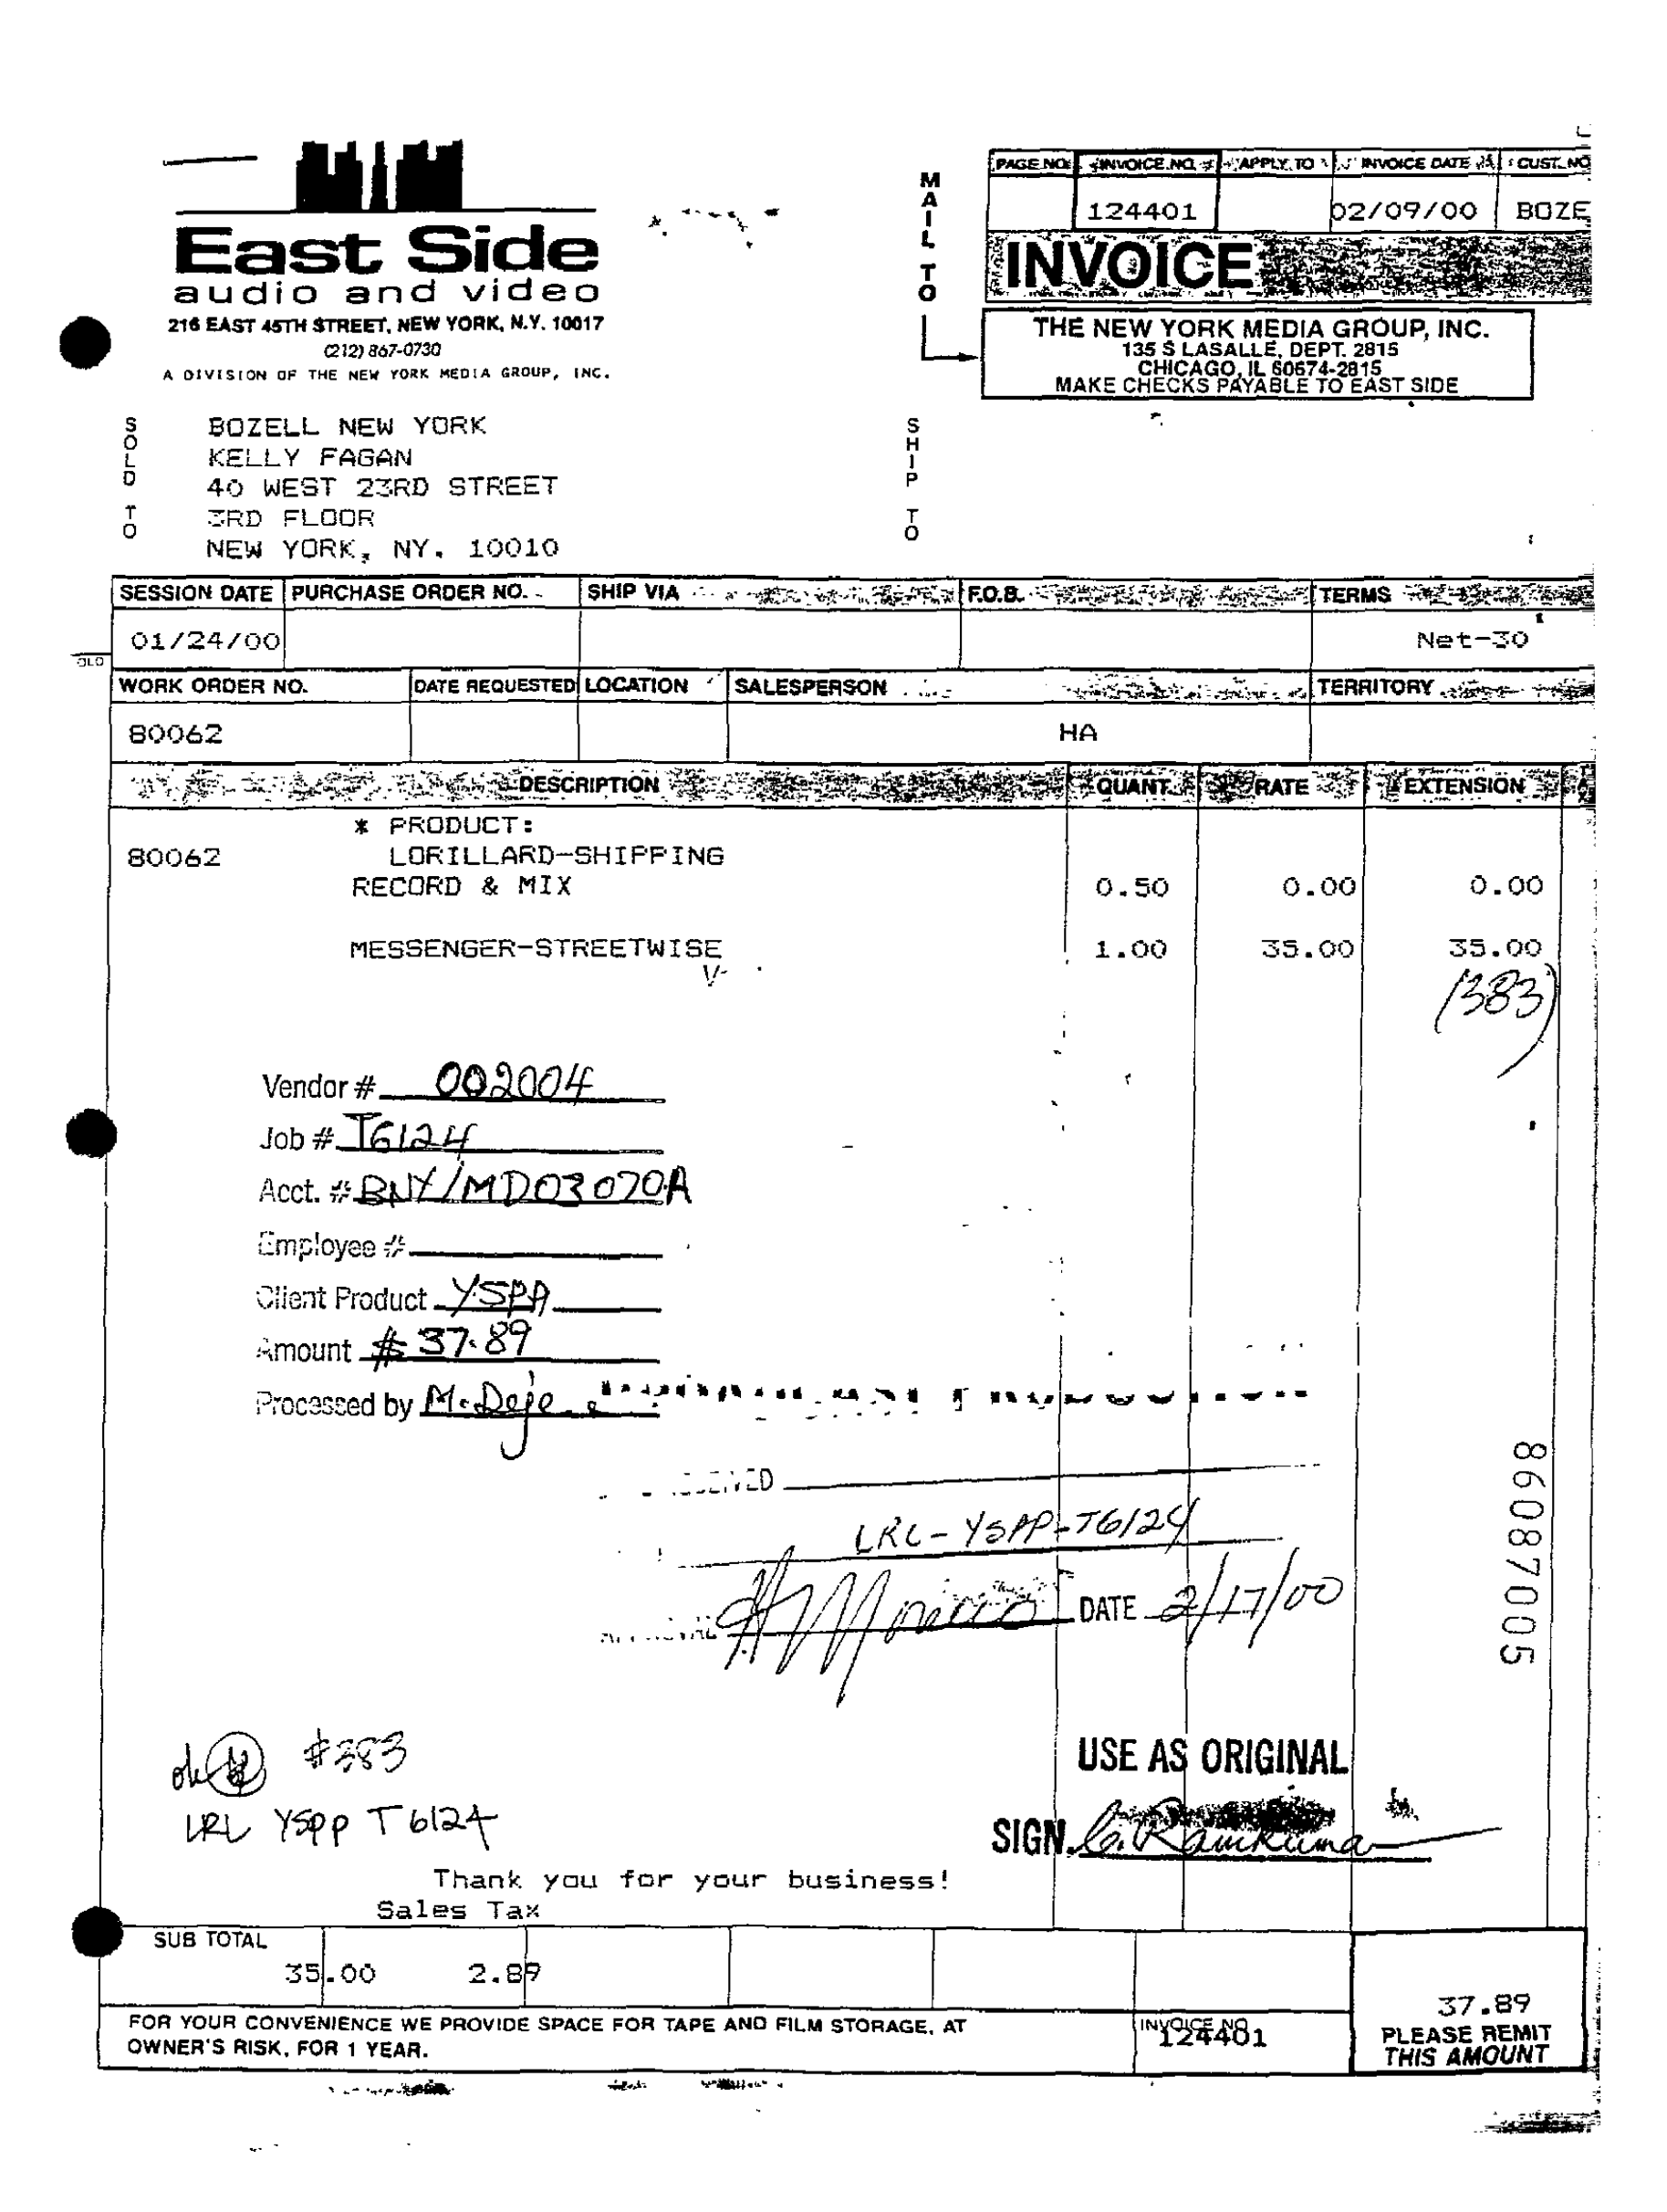 PAGE NO. INVOICE NO. APPLY TO INVOICE DATE CUST. NO
124401 02/09/00 BOZE
INVOICE
MAIL TO
East Side
audio and video
216 EAST 45TH STREET, NEW YORK, N.Y. 10017
(212) 867-0730
A DIVISION OF THE NEW YORK MEDIA GROUP, INC.
THE NEW YORK MEDIA GROUP, INC.
135 S LASALLE, DEPT. 2815
CHICAGO, IL 60674-2815
MAKE CHECKS PAYABLE TO EAST SIDE
SOLD TO
BOZELL NEW YORK
KELLY FAGAN
40 WEST 23RD STREET
3RD FLOOR
NEW YORK, NY. 10010
SHIP TO
SESSION DATE PURCHASE ORDER NO. SHIP VIA F.O.B. TERMS
01/24/00 Net-30
WORK ORDER NO. DATE REQUESTED LOCATION SALESPERSON TERRITORY
80062 HA
DESCRIPTION QUANT. RATE EXTENSION
* PRODUCT:
80062 LORILLARD-SHIPPING
RECORD & MIX 0.50 0.00 0.00
MESSENGER-STREETWISE 1.00 35.00 35.00
(383)
Vendor # 002004
Job # T6124
Acct. # BNY/MD03070A
Employee #
Client Product YSPP
Amount $ 37.89
Processed by M. Deje
LRL - YSPP - T6124
APPROVAL DATE 2/17/00
86087005
ok #383
LRL YSPP T6124
USE AS ORIGINAL
SIGN. C. Ramkuma
Thank you for your business!
Sales Tax
SUB TOTAL
35.00 2.89
37.89
FOR YOUR CONVENIENCE WE PROVIDE SPACE FOR TAPE AND FILM STORAGE, AT
OWNER'S RISK, FOR 1 YEAR.
INVOICE NO.
124401
PLEASE REMIT
THIS AMOUNT